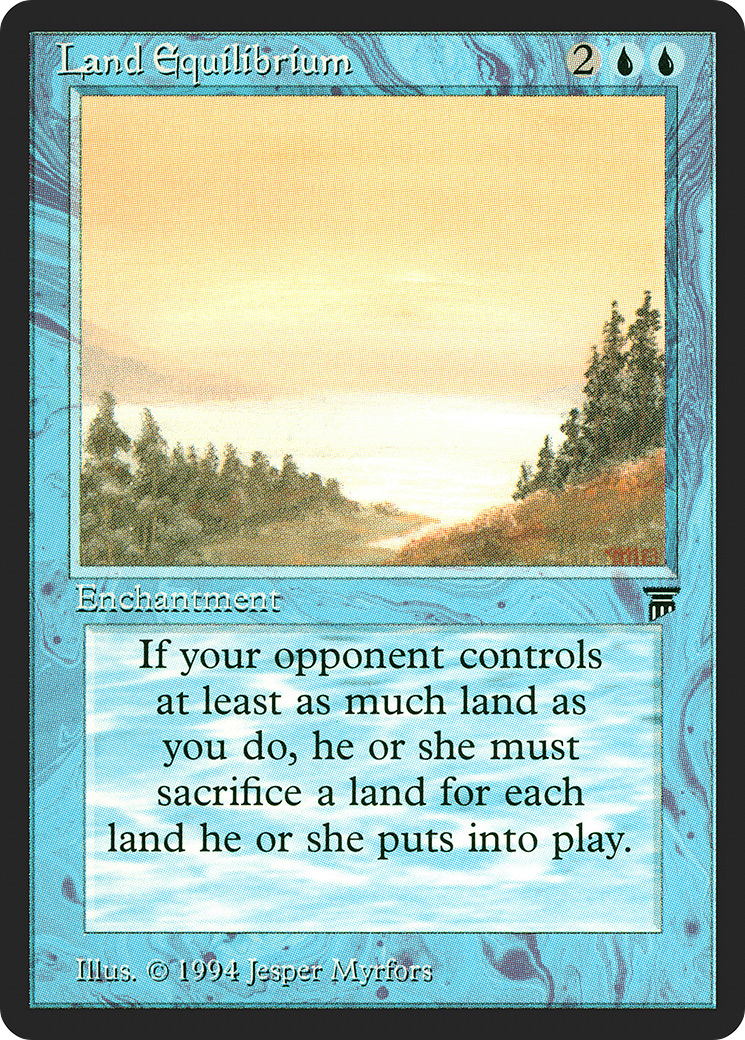 Land Equilibrium 2
Enchantment
If your opponent controls
at least as much land as
you do, he or she must
sacrifice a land for each
land he or she puts into play.
Illus. © 1994 Jesper Myrfors